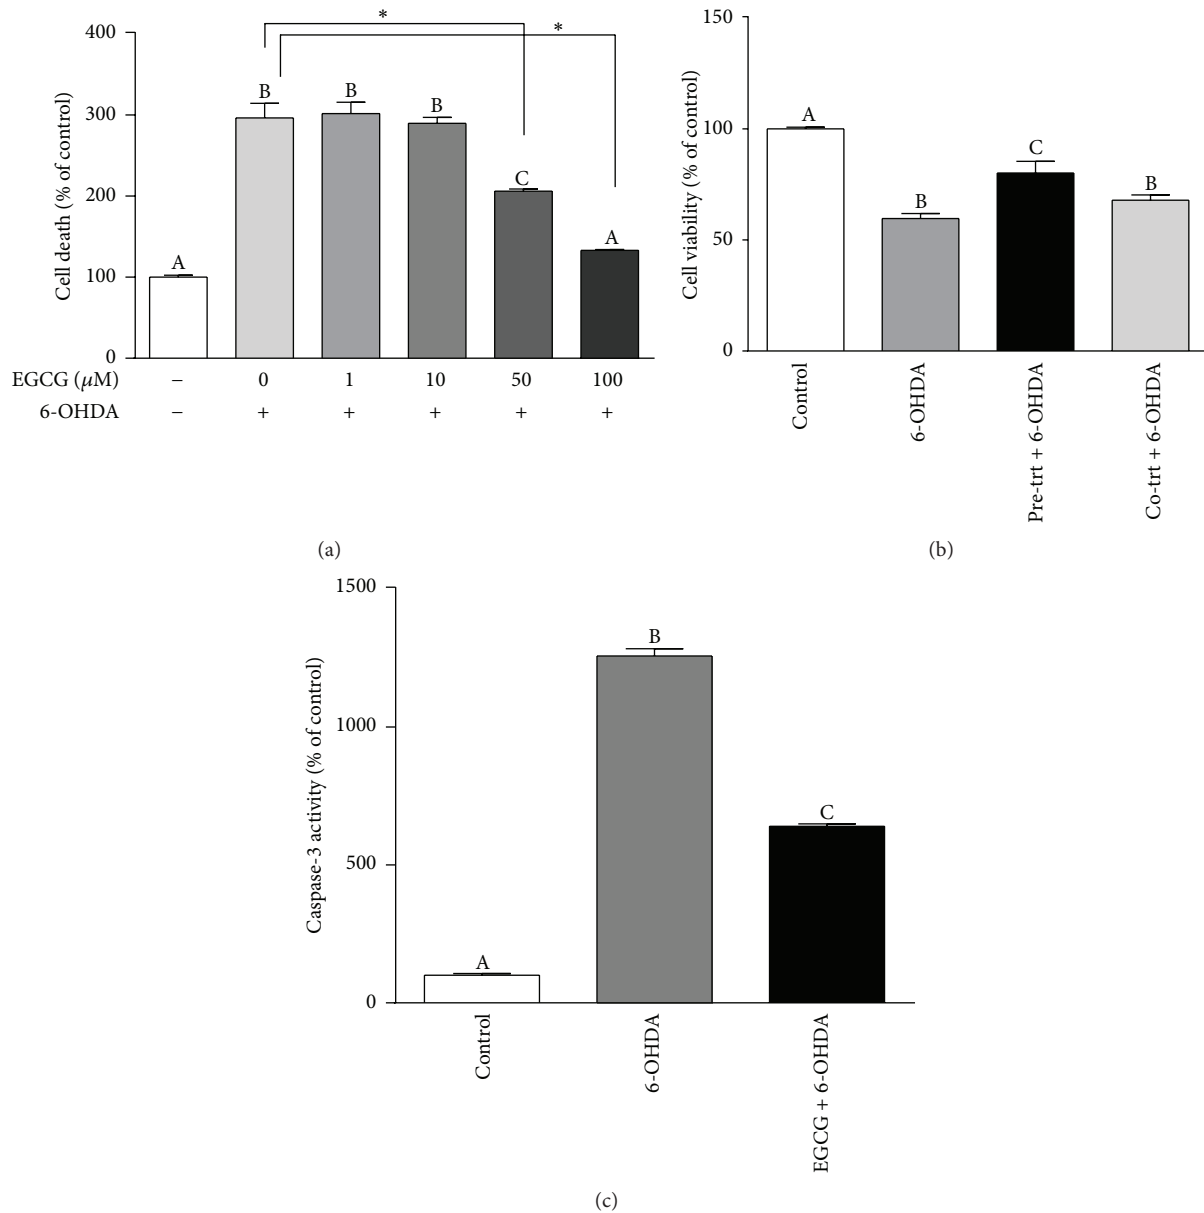 * *
400
300
200
100
0
Cell death (% of control)
A B B B C A
EGCG (μM) – 0 1 10 50 100
6-OHDA – + + + + +
(a)
150
100
50
0
Cell viability (% of control)
A B C B
Control
6-OHDA
Pre-trt + 6-OHDA
Co-trt + 6-OHDA
(b)
1500
1000
500
0
Caspase-3 activity (% of control)
A B C
Control
6-OHDA
EGCG + 6-OHDA
(c)